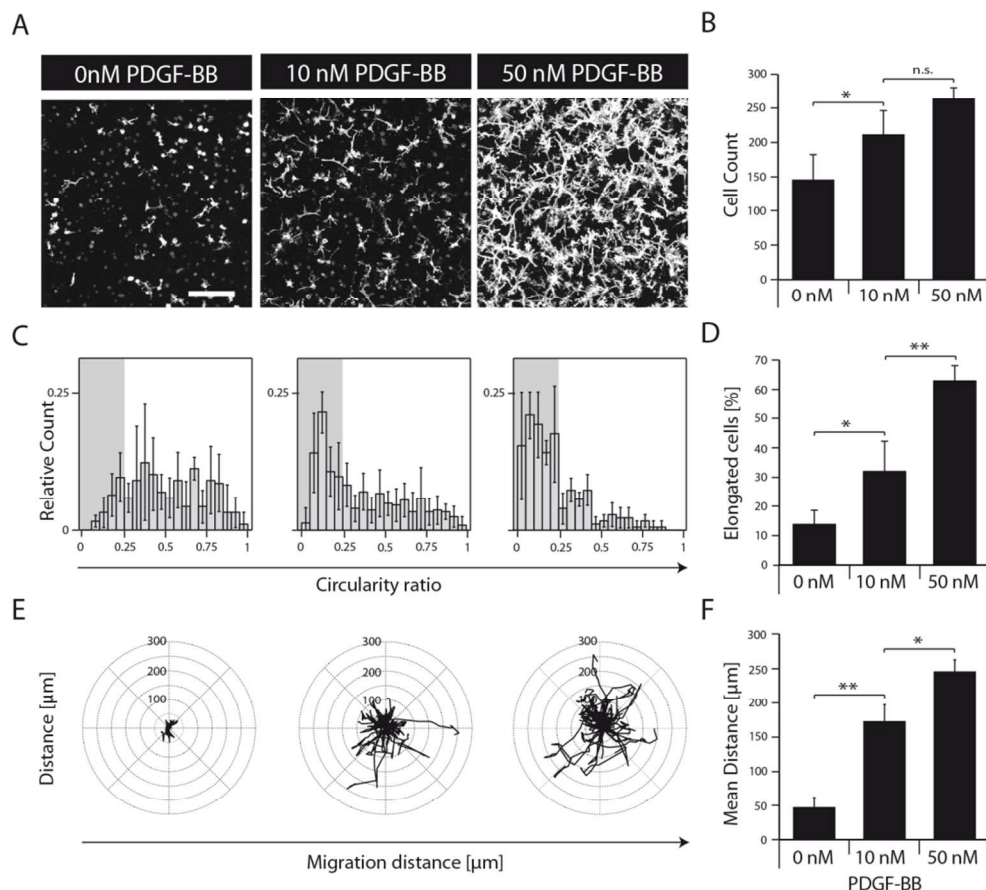 A
0nM PDGF-BB
10 nM PDGF-BB
50 nM PDGF-BB
B
Cell Count
300
250
200
150
100
50
0
*
n.s.
0 nM
10 nM
50 nM
C
Relative Count
0.25
0
0
0.25
0.5
0.75
1
0.25
0
0.25
0.5
0.75
1
0.25
0
0.25
0.5
0.75
1
Circularity ratio
D
Elongated cells [%]
70
60
50
40
30
20
10
0
*
**
0 nM
10 nM
50 nM
E
Distance [µm]
300
200
100
300
200
100
300
200
100
Migration distance [µm]
F
Mean Distance [µm]
300
250
200
150
100
50
0
**
*
0 nM
10 nM
50 nM
PDGF-BB